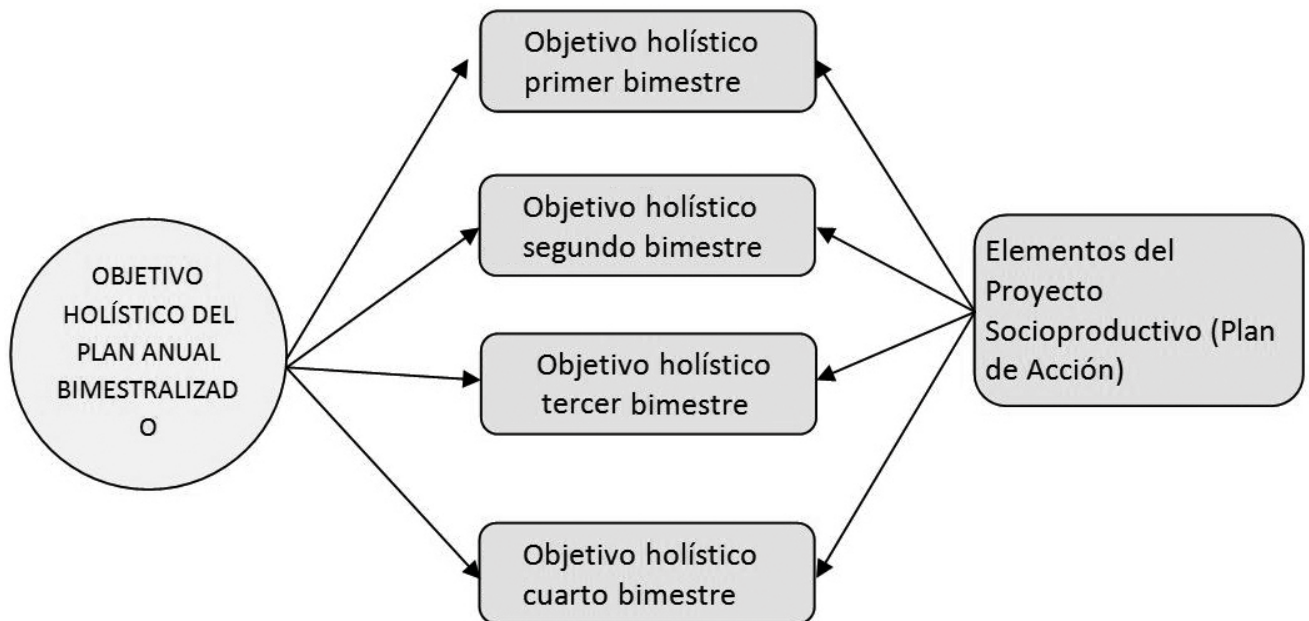 Objetivo holístico
primer bimestre
Objetivo holístico
segundo bimestre
OBJETIVO
HOLÍSTICO DEL
PLAN ANUAL
BIMESTRALIZAD
O
Elementos del
Proyecto
Socioproductivo (Plan
de Acción)
Objetivo holístico
tercer bimestre
Objetivo holístico
cuarto bimestre